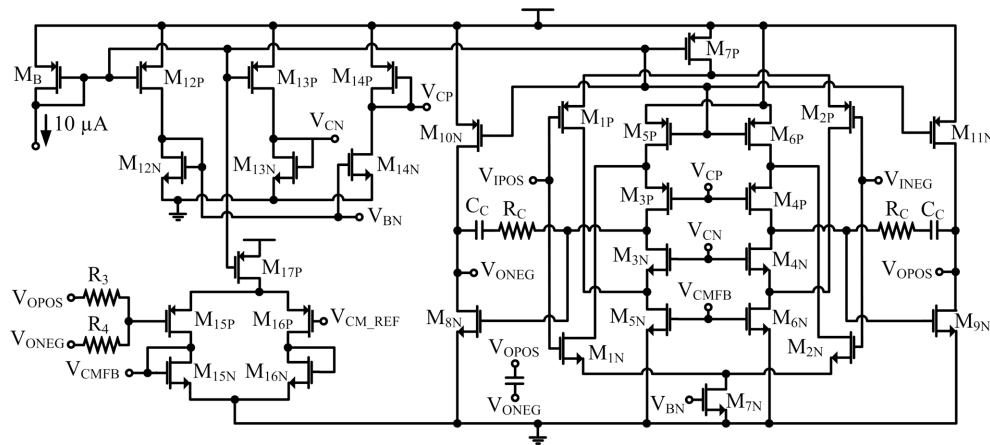 M7P
MB
M12P
M13P
M14P
VCP
M10N
M1P
M5P
M6P
M2P
M11N
10 µA
VCN
M12N
M13N
M14N
VBN
VIPOS
VCP
VINEG
M3P
M4P
CC
RC
RC
CC
VCN
M17P
M3N
M4N
VONEG
VOPOS
R3
VOPOS
M15P
M16P
VCM_REF
VCMFB
M8N
M5N
M6N
M9N
R4
VONEG
M1N
M2N
VCMFB
M15N
M16N
VOPOS
VONEG
VBN
M7N